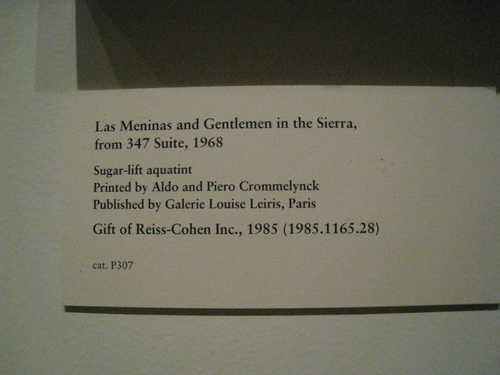 Las Meninas and Gentlemen in the Sierra,
from 347 Suite, 1968
Sugar-lift aquatint
Printed by Aldo and Piero Crommelynck
Published by Galerie Louise Leiris, Paris
Gift of Reiss-Cohen Inc., 1985 (1985.1165.28)
cat. P307